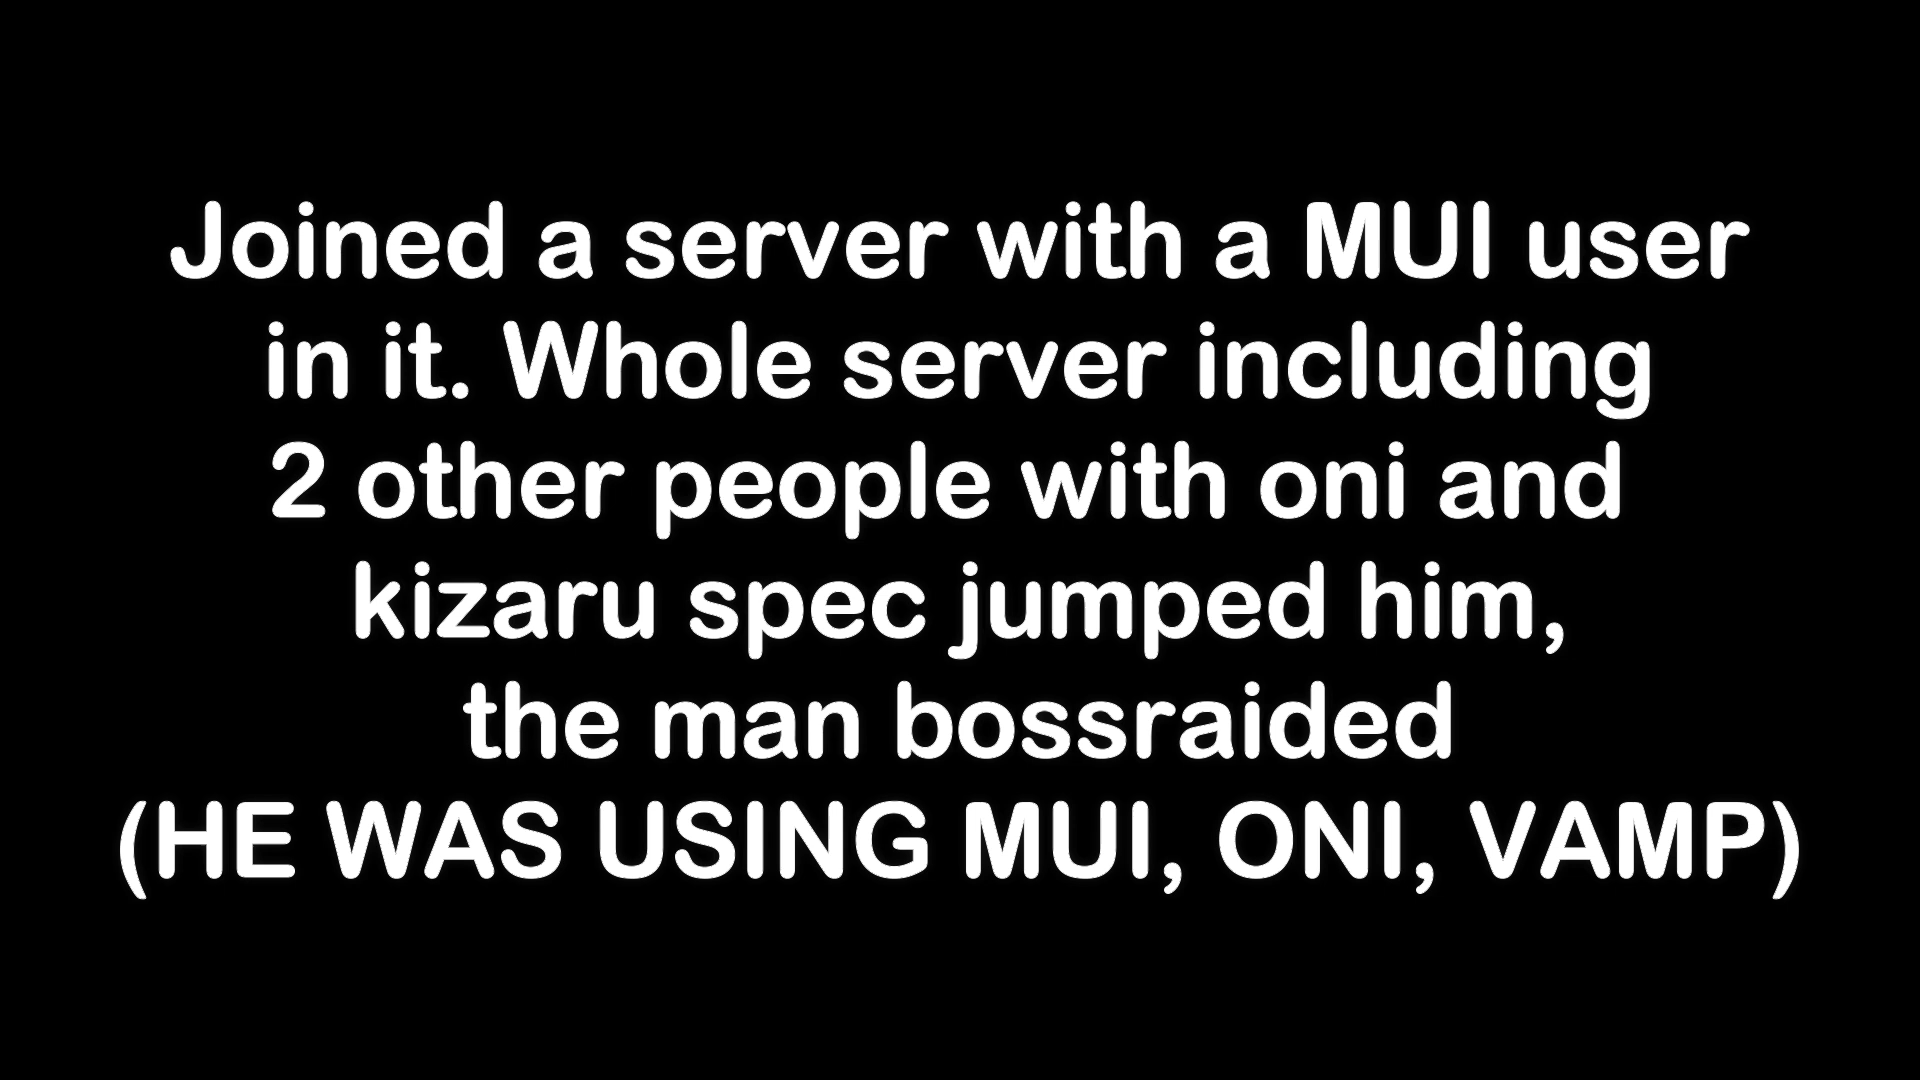 Joined a server with a MUI user
in it. Whole server including
2 other people with oni and
kizaru spec jumped him,
the man bossraided
(HE WAS USING MUI, ONI, VAMP)